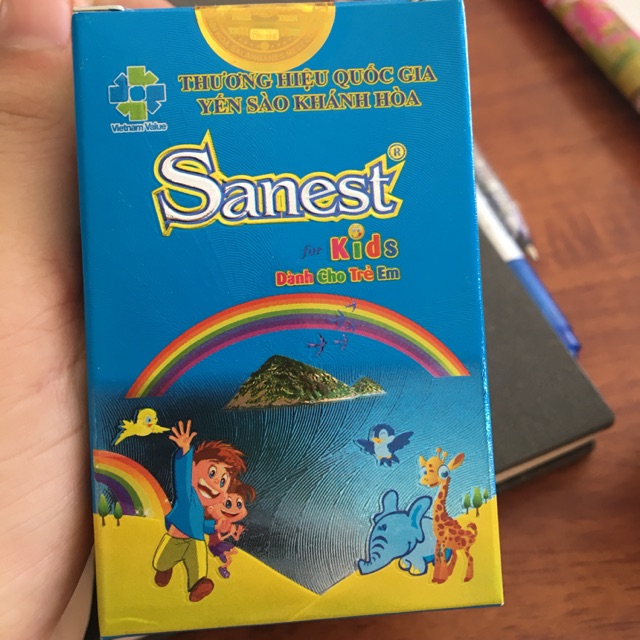 Vietnam Value
THƯƠNG HIỆU QUỐC GIA
YẾN SÀO KHÁNH HÒA
Sanest®
for Kids
Dành Cho Trẻ Em